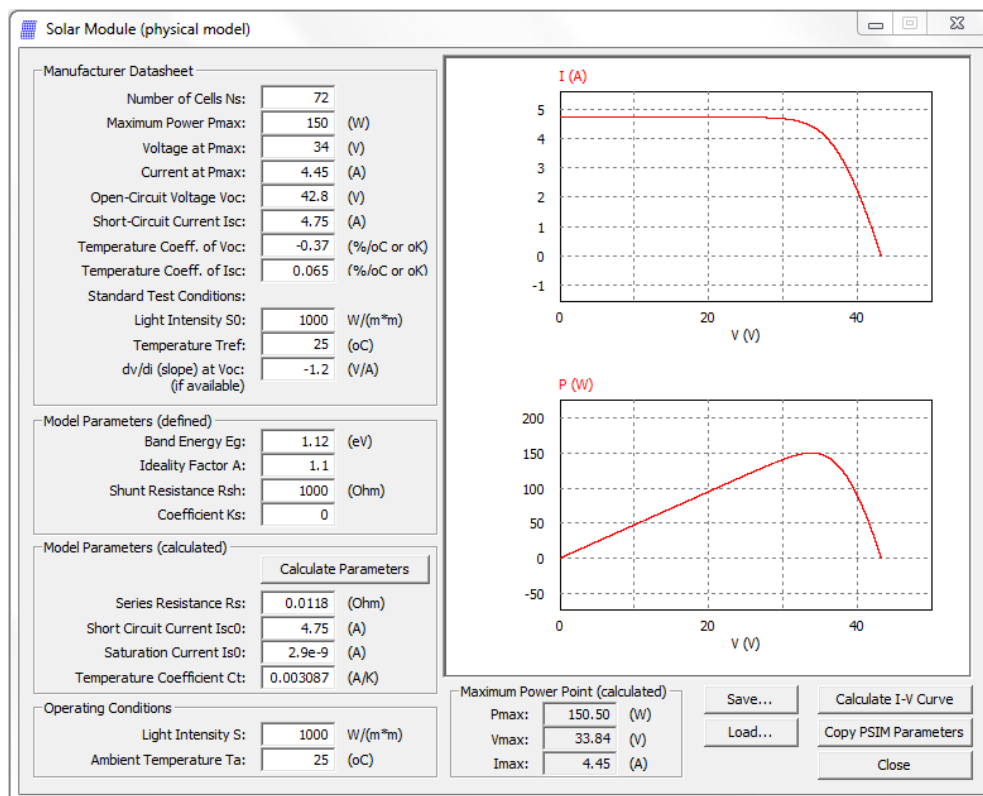 Solar Module (physical model)
Manufacturer Datasheet
Number of Cells Ns: 72
Maximum Power Pmax: 150 (W)
Voltage at Pmax: 34 (V)
Current at Pmax: 4.45 (A)
Open-Circuit Voltage Voc: 42.8 (V)
Short-Circuit Current Isc: 4.75 (A)
Temperature Coeff. of Voc: -0.37 (%/oC or oK)
Temperature Coeff. of Isc: 0.065 (%/oC or oK)
Standard Test Conditions:
Light Intensity S0: 1000 W/(m*m)
Temperature Tref: 25 (oC)
dv/di (slope) at Voc: -1.2 (V/A)
(if available)
Model Parameters (defined)
Band Energy Eg: 1.12 (eV)
Ideality Factor A: 1.1
Shunt Resistance Rsh: 1000 (Ohm)
Coefficient Ks: 0
Model Parameters (calculated)
Calculate Parameters
Series Resistance Rs: 0.0118 (Ohm)
Short Circuit Current Isc0: 4.75 (A)
Saturation Current Is0: 2.9e-9 (A)
Temperature Coefficient Ct: 0.003087 (A/K)
Operating Conditions
Light Intensity S: 1000 W/(m*m)
Ambient Temperature Ta: 25 (oC)
I (A)
5
4
3
2
1
0
-1
0 20 40
V (V)
P (W)
200
150
100
50
0
-50
0 20 40
V (V)
Maximum Power Point (calculated)
Pmax: 150.50 (W)
Vmax: 33.84 (V)
Imax: 4.45 (A)
Save...
Load...
Calculate I-V Curve
Copy PSIM Parameters
Close